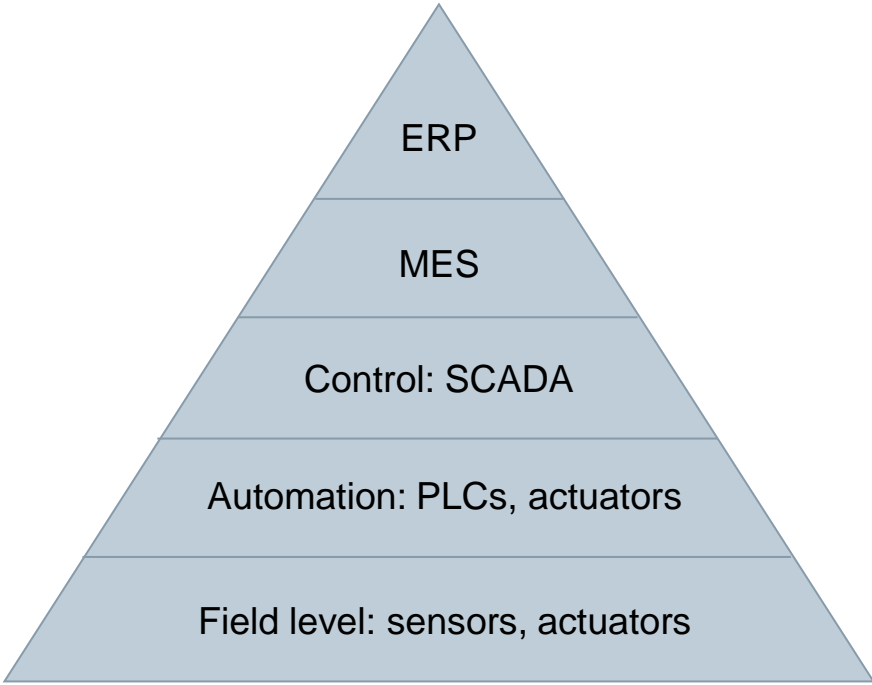 ERP
MES
Control: SCADA
Automation: PLCs, actuators
Field level: sensors, actuators